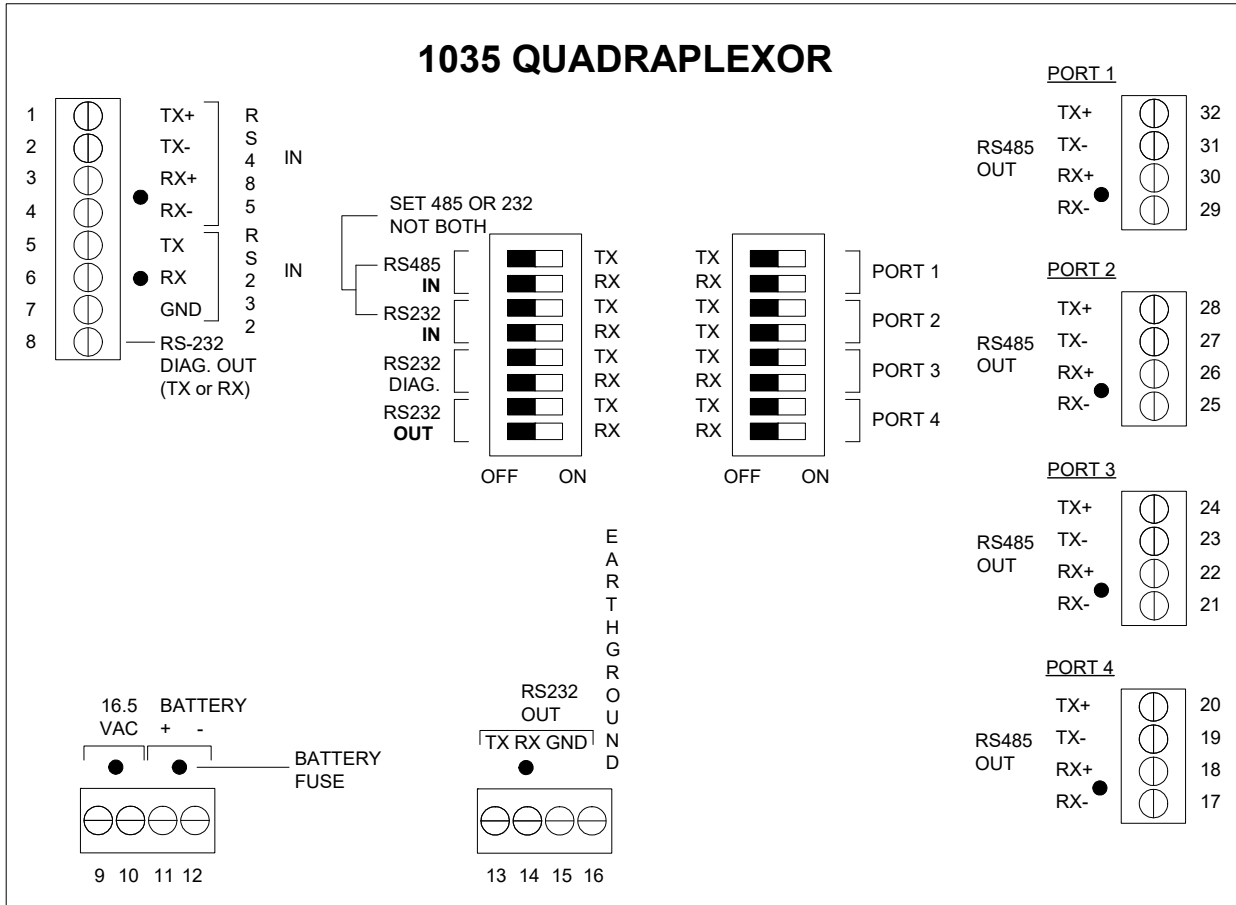 1035 QUADRAPLEXOR
1 TX+
2 TX-
3 RX+
4 RX-
5 TX
6 RX
7 GND
8 RS-232
DIAG. OUT
(TX or RX)
RS485
IN
RS232
IN
SET 485 OR 232
NOT BOTH
RS485
IN
RS232
IN
RS232
DIAG.
RS232
OUT
TX
RX
TX
RX
TX
RX
TX
RX
OFF ON
TX
RX
TX
TX
TX
RX
TX
RX
PORT 1
PORT 2
PORT 3
PORT 4
OFF ON
PORT 1
RS485
OUT
TX+ 32
TX- 31
RX+ 30
RX- 29
PORT 2
RS485
OUT
TX+ 28
TX- 27
RX+ 26
RX- 25
PORT 3
RS485
OUT
TX+ 24
TX- 23
RX+ 22
RX- 21
PORT 4
RS485
OUT
TX+ 20
TX- 19
RX+ 18
RX- 17
16.5
VAC
BATTERY
+ -
BATTERY
FUSE
9 10 11 12
RS232
OUT
TX RX GND
EARTHGROUND
13 14 15 16